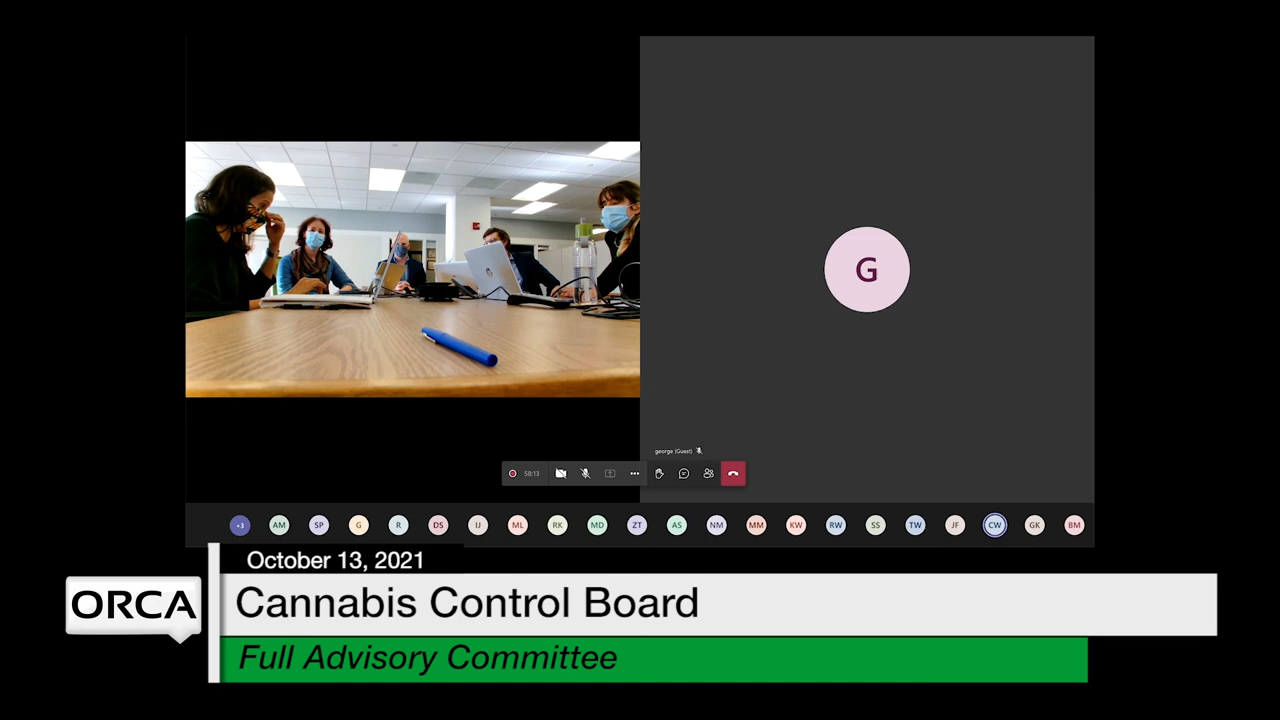 G
george (Guest)
58:13
+3 AM SP G R DS IJ ML RK MD ZT AS NM MM KW RW SS TW JF CW GK BM
October 13, 2021
ORCA
Cannabis Control Board
Full Advisory Committee